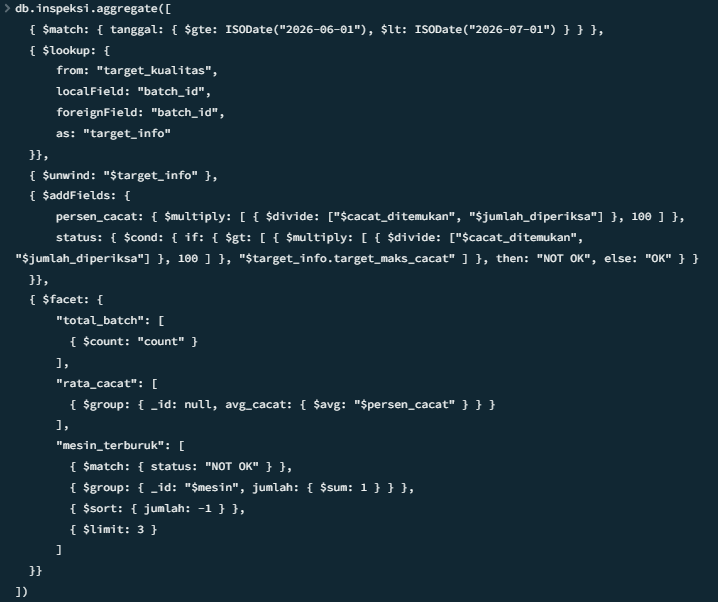 > db.inspeksi.aggregate([
{ $match: { tanggal: { $gte: ISODate("2026-06-01"), $lt: ISODate("2026-07-01") } } },
{ $lookup: {
from: "target_kualitas",
localField: "batch_id",
foreignField: "batch_id",
as: "target_info"
}},
{ $unwind: "$target_info" },
{ $addFields: {
persen_cacat: { $multiply: [ { $divide: ["$cacat_ditemukan", "$jumlah_diperiksa"] }, 100 ] },
status: { $cond: { if: { $gt: [ { $multiply: [ { $divide: ["$cacat_ditemukan",
"$jumlah_diperiksa"] }, 100 ] }, "$target_info.target_maks_cacat" ] }, then: "NOT OK", else: "OK" } }
}},
{ $facet: {
"total_batch": [
{ $count: "count" }
],
"rata_cacat": [
{ $group: { _id: null, avg_cacat: { $avg: "$persen_cacat" } } }
],
"mesin_terburuk": [
{ $match: { status: "NOT OK" } },
{ $group: { _id: "$mesin", jumlah: { $sum: 1 } } },
{ $sort: { jumlah: -1 } },
{ $limit: 3 }
]
}}
])